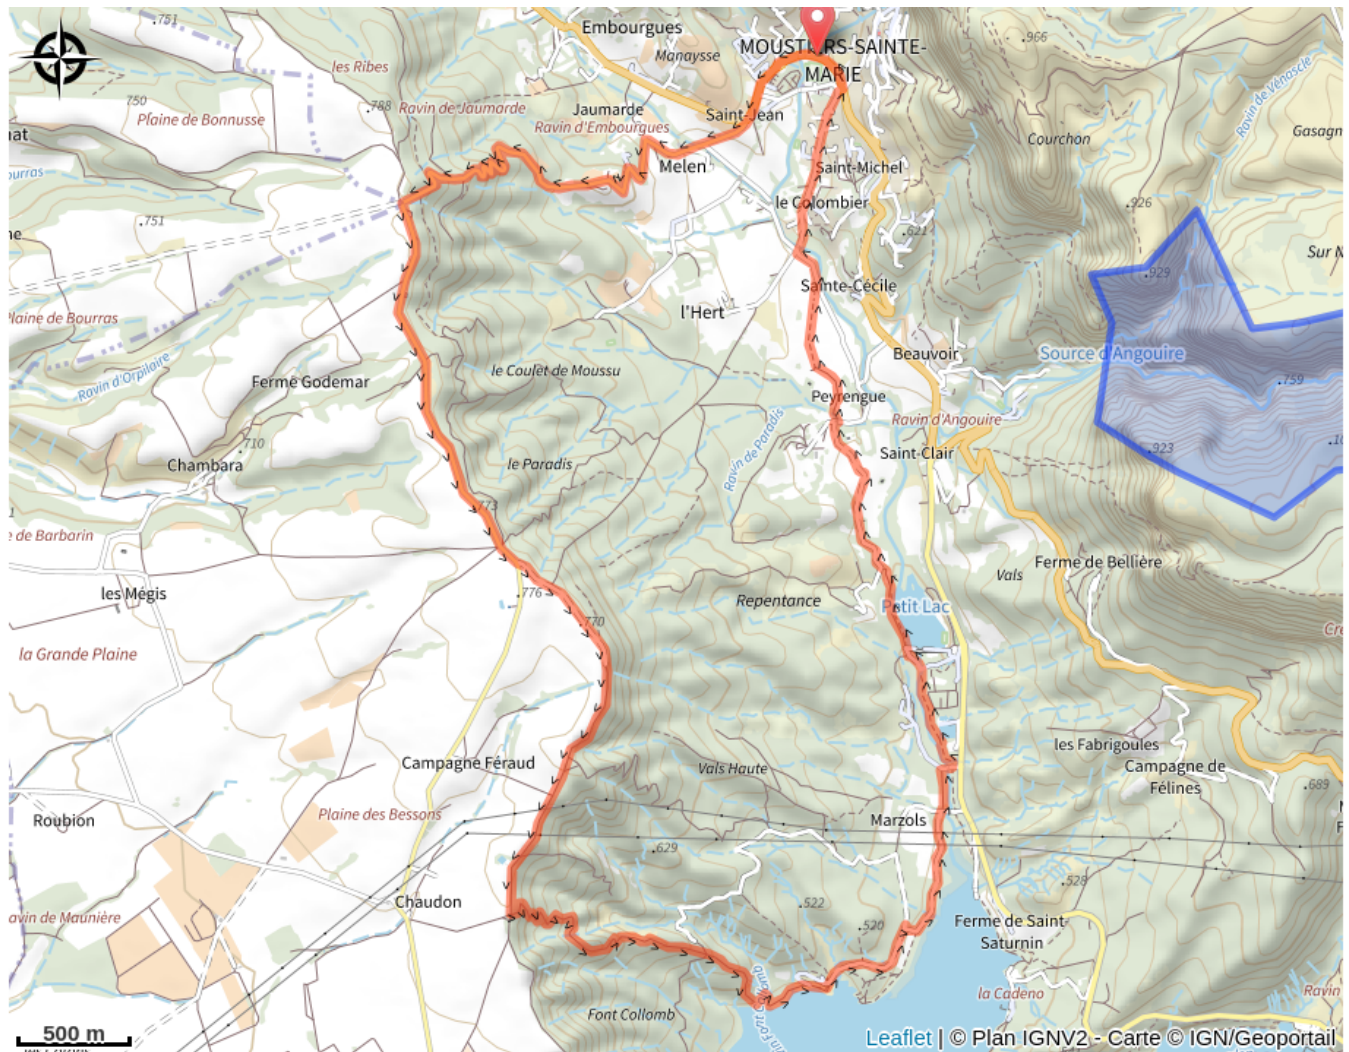 .751
Embourgues
MOUSTIERS-SAINTE-
MARIE
.966
Manaysse
les Ribes
Ravin de Vénascle
750
Plaine de Bonnusse
.788
Ravin de Jaumarde
Jaumarde
Saint-Jean
Ravin d'Embourgues
Courchon
Gasagn
Melen
Saint-Michel
ourras
le Colombier
.926
.751
.621
Sur N
.929
Sainte-Cécile
l'Hert
Plaine de Bourras
Beauvoir
Source d'Angouire
Ravin d'Orpilaire
Ferme Godemar
le Coulet de Moussu
.759
Peyrengue
Ravin d'Angouire
Ravin de Paradis
.710
Saint-Clair
.923
Chambara
le Paradis
773
e de Barbarin
Ferme de Bellière
Vals
les Mégis
.776
Repentance
Petit Lac
.770
la Grande Plaine
les Fabrigoules
Campagne Féraud
Vals Haute
Campagne de
Félines
.689
Plaine des Bessons
Roubion
Marzols
.629
.528
Chaudon
.522
avin de Maunière
.520
Ferme de Saint-
Saturnin
la Cadeno
Ravin
Font Collomb
500 m
Leaflet | © Plan IGNV2 - Carte © IGN/Geoportail